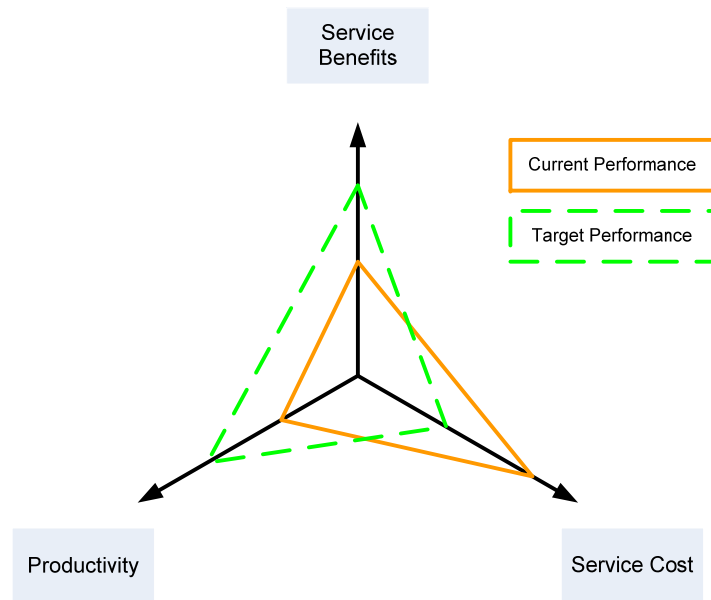 Service
Benefits
Current Performance
Target Performance
Productivity
Service Cost